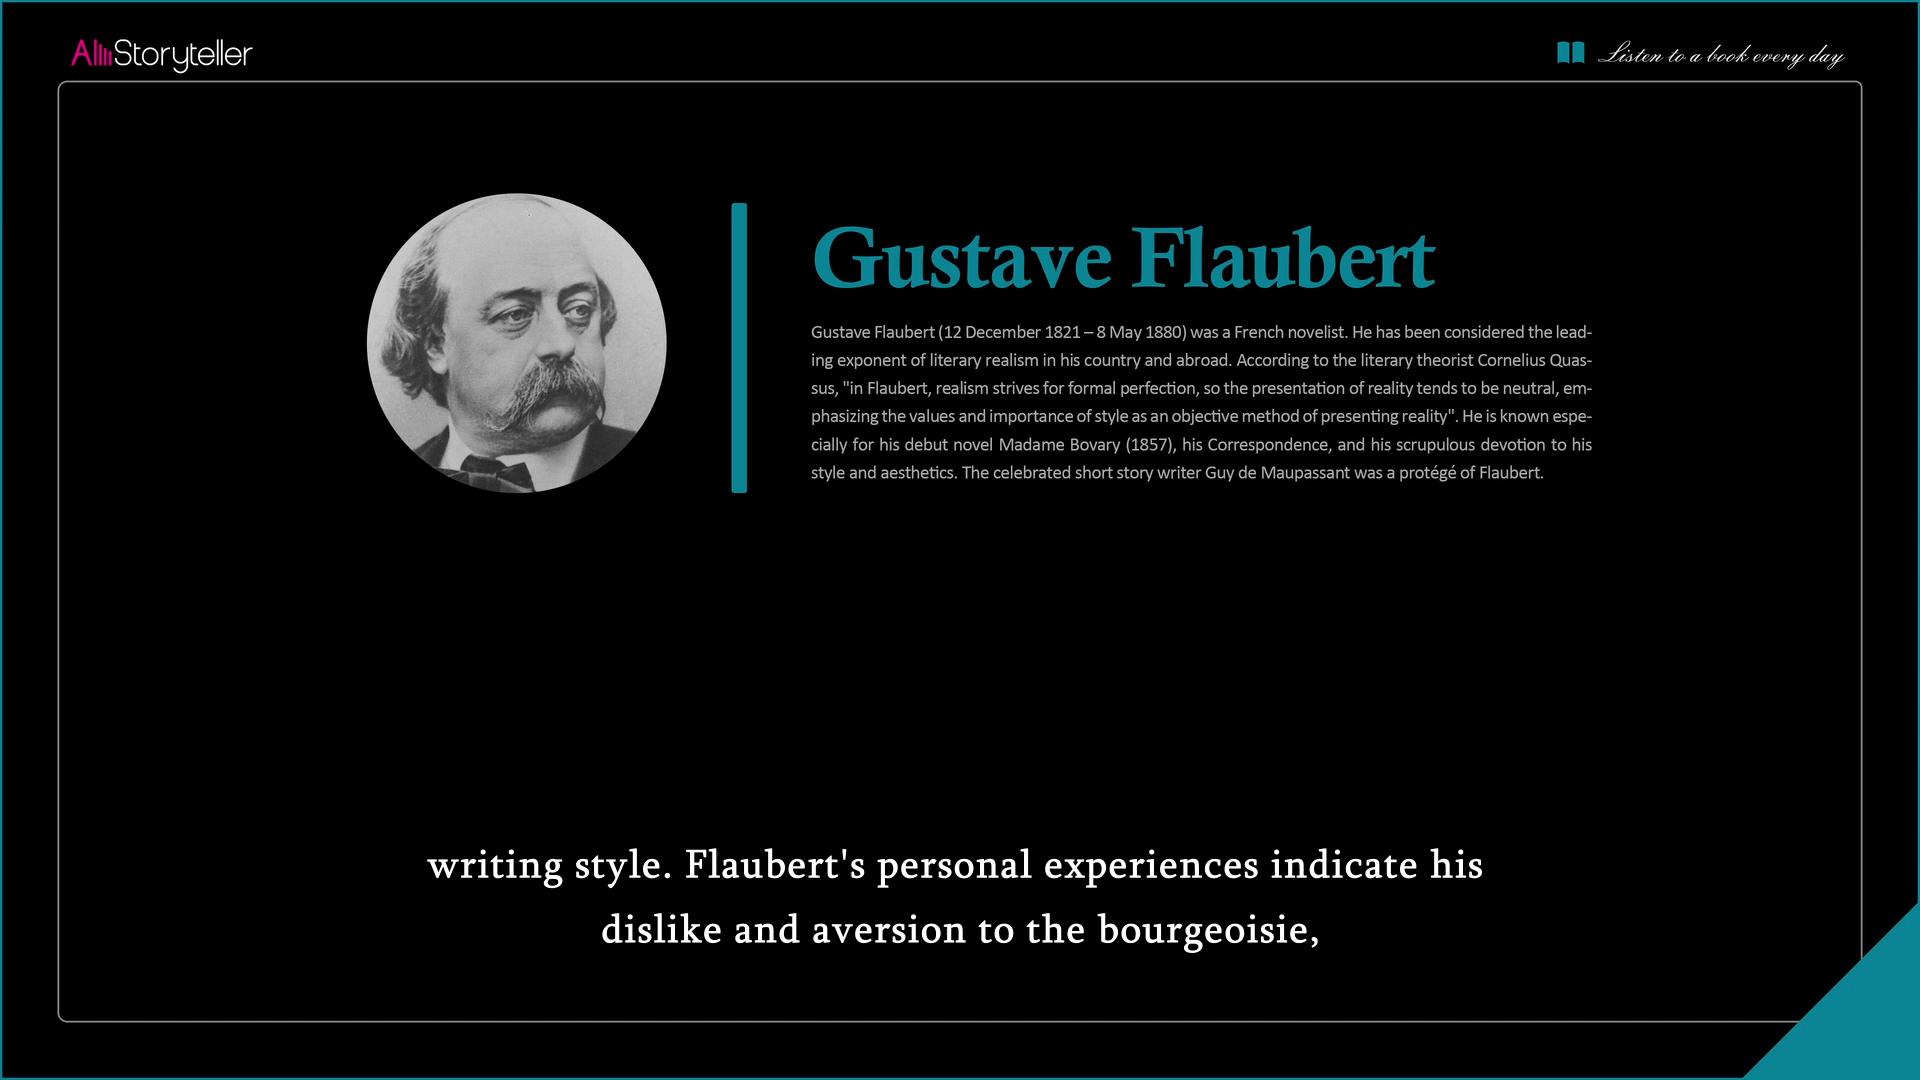 AIStoryteller
Listen to a book every day
Gustave Flaubert
Gustave Flaubert (12 December 1821 – 8 May 1880) was a French novelist. He has been considered the lead-
ing exponent of literary realism in his country and abroad. According to the literary theorist Cornelius Quas-
sus, "in Flaubert, realism strives for formal perfection, so the presentation of reality tends to be neutral, em-
phasizing the values and importance of style as an objective method of presenting reality". He is known espe-
cially for his debut novel Madame Bovary (1857), his Correspondence, and his scrupulous devotion to his
style and aesthetics. The celebrated short story writer Guy de Maupassant was a protégé of Flaubert.
writing style. Flaubert's personal experiences indicate his
dislike and aversion to the bourgeoisie,